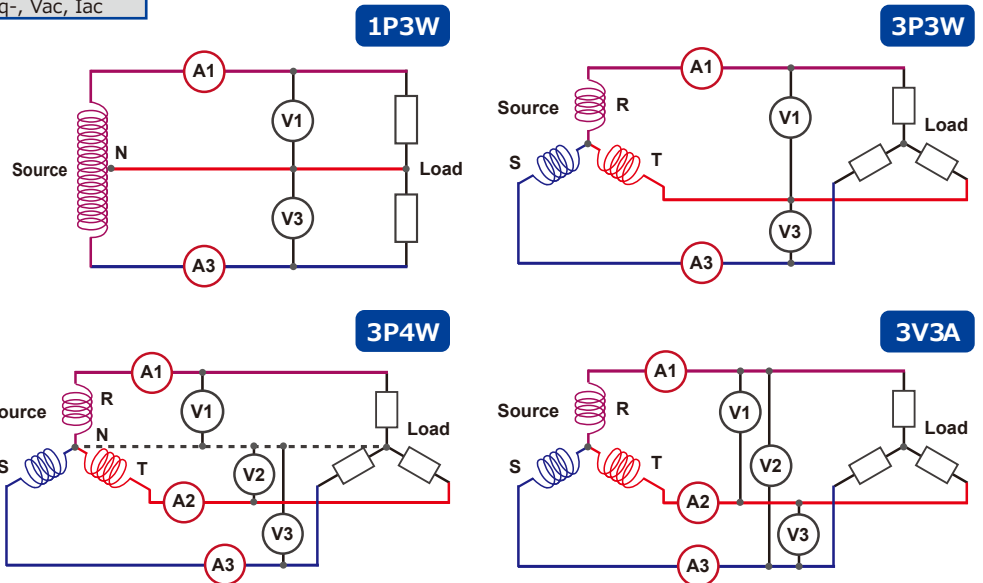 q-, Vac, Iac
1P3W
A1
V1
N
Source
Load
V3
A3
3P3W
A1
Source
R
V1
Load
S
T
V3
A3
3P4W
A1
R
V1
ource
N
Load
S
T
V2
A2
V3
A3
3V3A
A1
Source
R
V1
Load
S
T
V2
A2
V3
A3